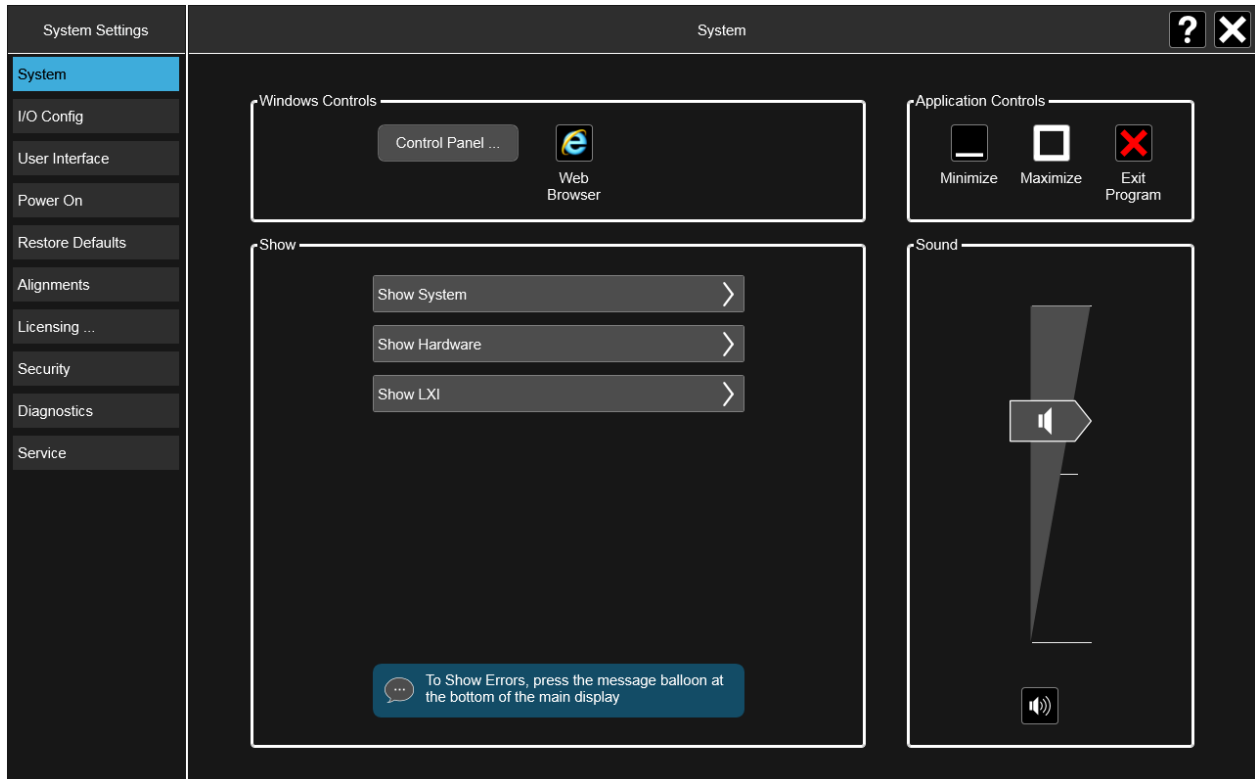 System Settings
System
System
I/O Config
User Interface
Power On
Restore Defaults
Alignments
Licensing ...
Security
Diagnostics
Service
Windows Controls
Control Panel ...
Web
Browser
Application Controls
Minimize
Maximize
Exit
Program
Show
Show System
Show Hardware
Show LXI
To Show Errors, press the message balloon at
the bottom of the main display
Sound